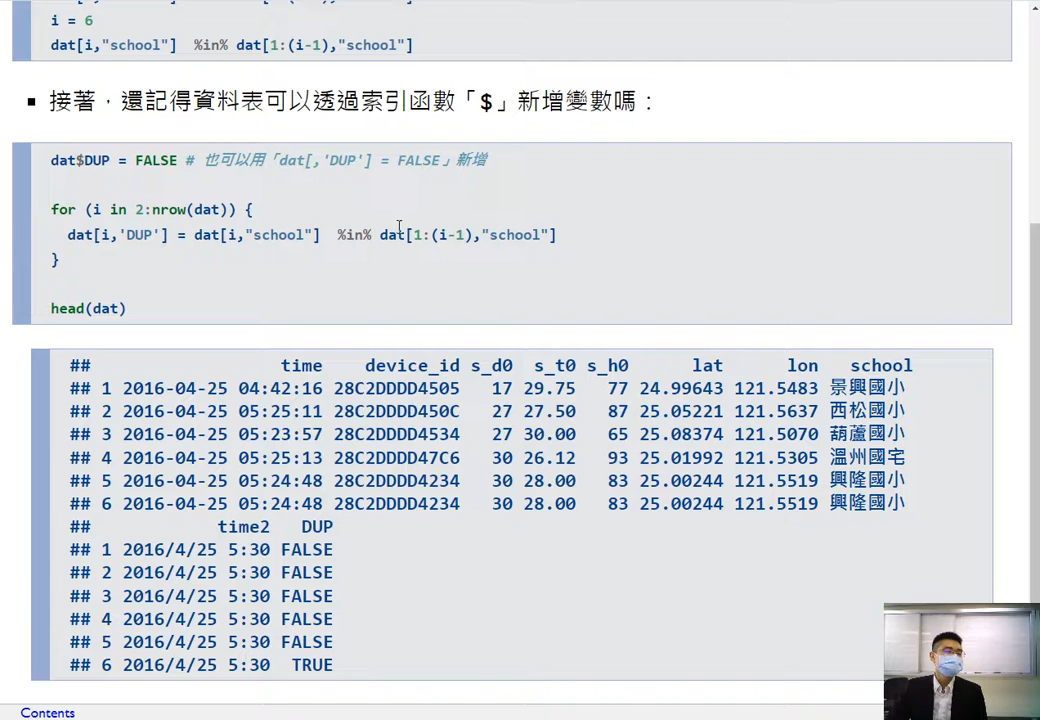 i = 6
dat[i,"school"]  %in% dat[1:(i-1),"school"]
▪ 接著，還記得資料表可以透過索引函數「$」新增變數嗎：
dat$DUP = FALSE # 也可以用「dat[,'DUP'] = FALSE」新增
for (i in 2:nrow(dat)) {
  dat[i,'DUP'] = dat[i,"school"]  %in% dat[1:(i-1),"school"]
}
head(dat)
##                  time   device_id s_d0  s_t0 s_h0      lat      lon   school
## 1 2016-04-25 04:42:16 28C2DDDD4505   17 29.75   77 24.99643 121.5483 景興國小
## 2 2016-04-25 05:25:11 28C2DDDD450C   27 27.50   87 25.05221 121.5637 西松國小
## 3 2016-04-25 05:23:57 28C2DDDD4534   27 30.00   65 25.08374 121.5070 葫蘆國小
## 4 2016-04-25 05:25:13 28C2DDDD47C6   30 26.12   93 25.01992 121.5305 溫州國宅
## 5 2016-04-25 05:24:48 28C2DDDD4234   30 28.00   83 25.00244 121.5519 興隆國小
## 6 2016-04-25 05:24:48 28C2DDDD4234   30 28.00   83 25.00244 121.5519 興隆國小
##            time2   DUP
## 1 2016/4/25 5:30 FALSE
## 2 2016/4/25 5:30 FALSE
## 3 2016/4/25 5:30 FALSE
## 4 2016/4/25 5:30 FALSE
## 5 2016/4/25 5:30 FALSE
## 6 2016/4/25 5:30  TRUE
Contents